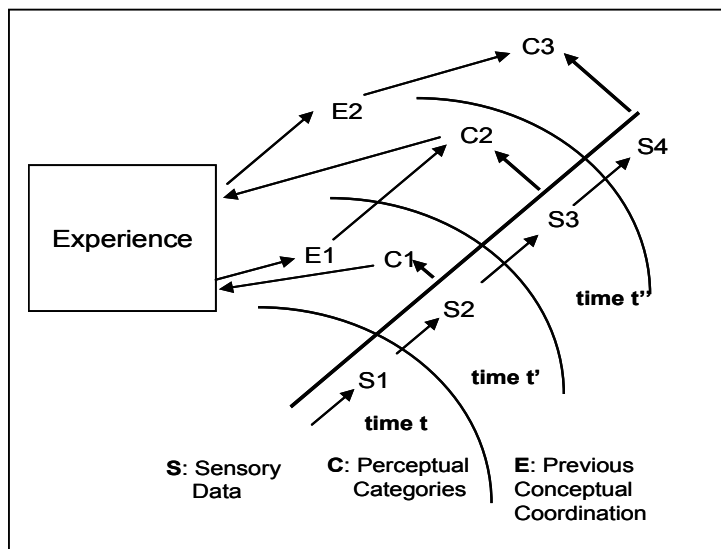 C3
E2
C2
S4
Experience
S3
E1
C1
time t''
S2
time t'
S1
time t
S: Sensory
Data
C: Perceptual
Categories
E: Previous
Conceptual
Coordination